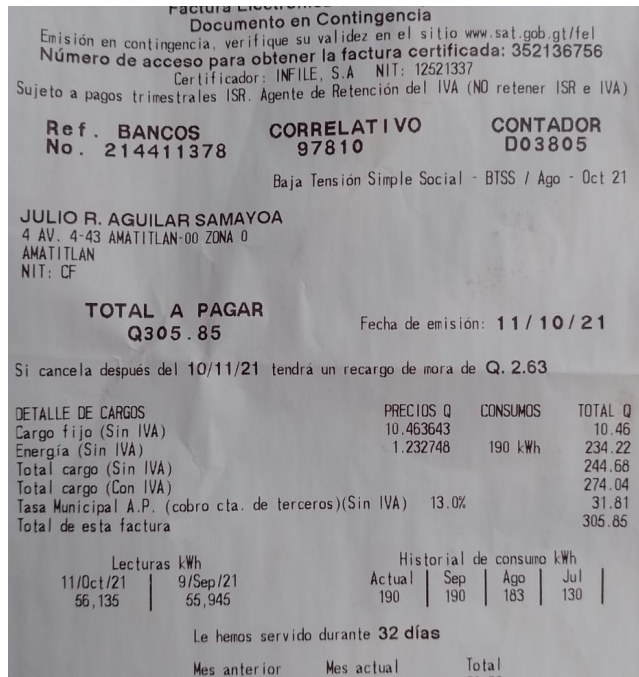 Documento en Contingencia
Emisión en contingencia, verifique su validez en el sitio www.sat.gob.gt/fel
Número de acceso para obtener la factura certificada: 352136756
Certificador: INFILE, S.A NIT: 12521337
Sujeto a pagos trimestrales ISR. Agente de Retención del IVA (NO retener ISR e IVA)
Ref. BANCOS CORRELATIVO CONTADOR
No. 214411378 97810 D03805
Baja Tensión Simple Social - BTSS / Ago - Oct 21
JULIO R. AGUILAR SAMAYOA
4 AV. 4-43 AMATITLAN-00 ZONA 0
AMATITLAN
NIT: CF
TOTAL A PAGAR
Q305.85 Fecha de emisión: 11/10/21
Si cancela después del 10/11/21 tendrá un recargo de mora de Q. 2.63
DETALLE DE CARGOS PRECIOS Q CONSUMOS TOTAL Q
Cargo fijo (Sin IVA) 10.463643 10.46
Energía (Sin IVA) 1.232748 190 kWh 234.22
Total cargo (Sin IVA) 244.68
Total cargo (Con IVA) 274.04
Tasa Municipal A.P. (cobro cta. de terceros)(Sin IVA) 13.0% 31.81
Total de esta factura 305.85
Lecturas kWh Historial de consumo kWh
11/Oct/21 9/Sep/21 Actual Sep Ago Jul
56,135 55,945 190 190 183 130
Le hemos servido durante 32 días
Mes anterior Mes actual Total